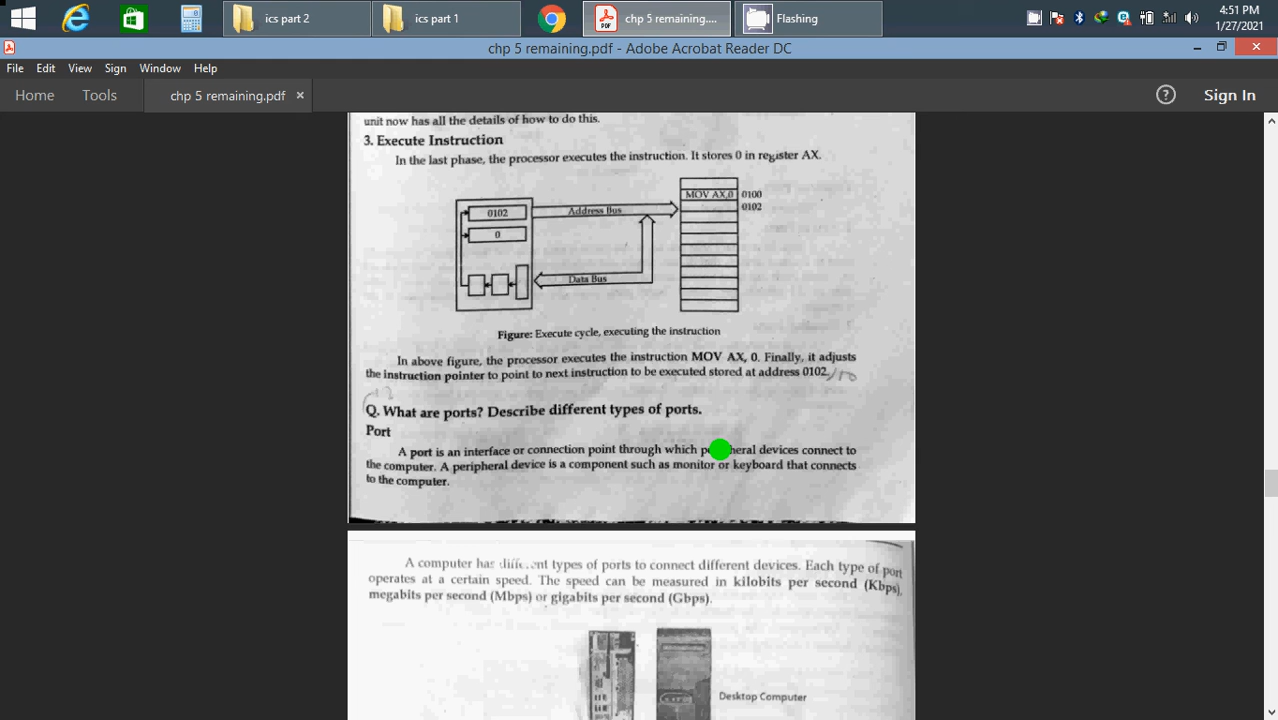 ics part 2
ics part 1
chp 5 remaining....
Flashing
4:51 PM
1/27/2021
chp 5 remaining.pdf - Adobe Acrobat Reader DC
File Edit View Sign Window Help
Home Tools chp 5 remaining.pdf × Sign In
unit now has all the details of how to do this.
3. Execute Instruction
In the last phase, the processor executes the instruction. It stores 0 in register AX.
MOV AX,0 0100
0102 Address Bus 0102
0
Data Bus
Figure: Execute cycle, executing the instruction
In above figure, the processor executes the instruction MOV AX, 0. Finally, it adjusts
the instruction pointer to point to next instruction to be executed stored at address 0102.
Q. What are ports? Describe different types of ports.
Port
A port is an interface or connection point through which peripheral devices connect to
the computer. A peripheral device is a component such as monitor or keyboard that connects
to the computer.
A computer has different types of ports to connect different devices. Each type of port
operates at a certain speed. The speed can be measured in kilobits per second (Kbps),
megabits per second (Mbps) or gigabits per second (Gbps).
Desktop Computer